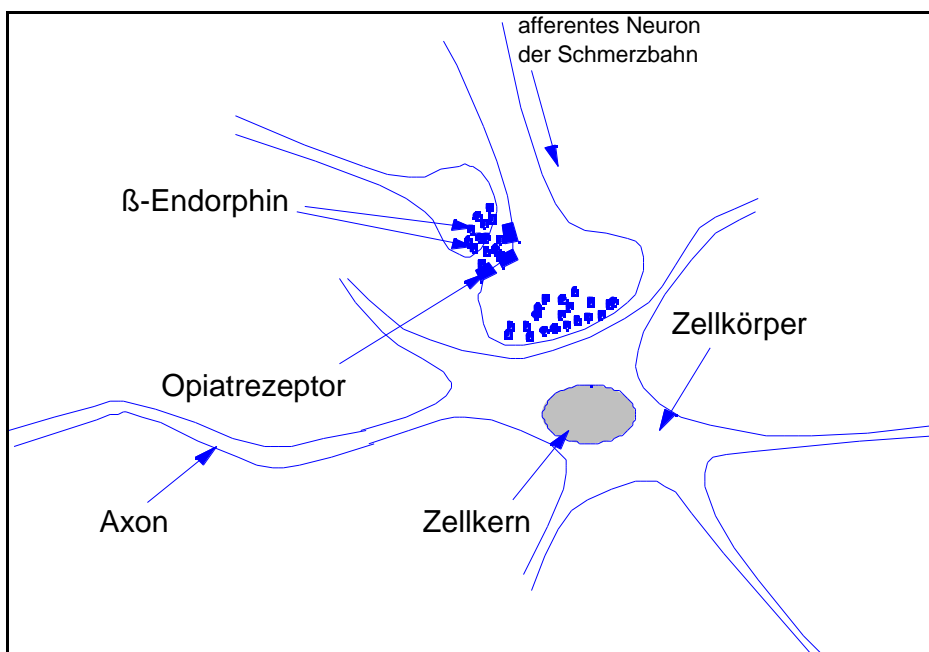 afferentes Neuron
der Schmerzbahn
ß-Endorphin
Zellkörper
Opiatrezeptor
Axon
Zellkern